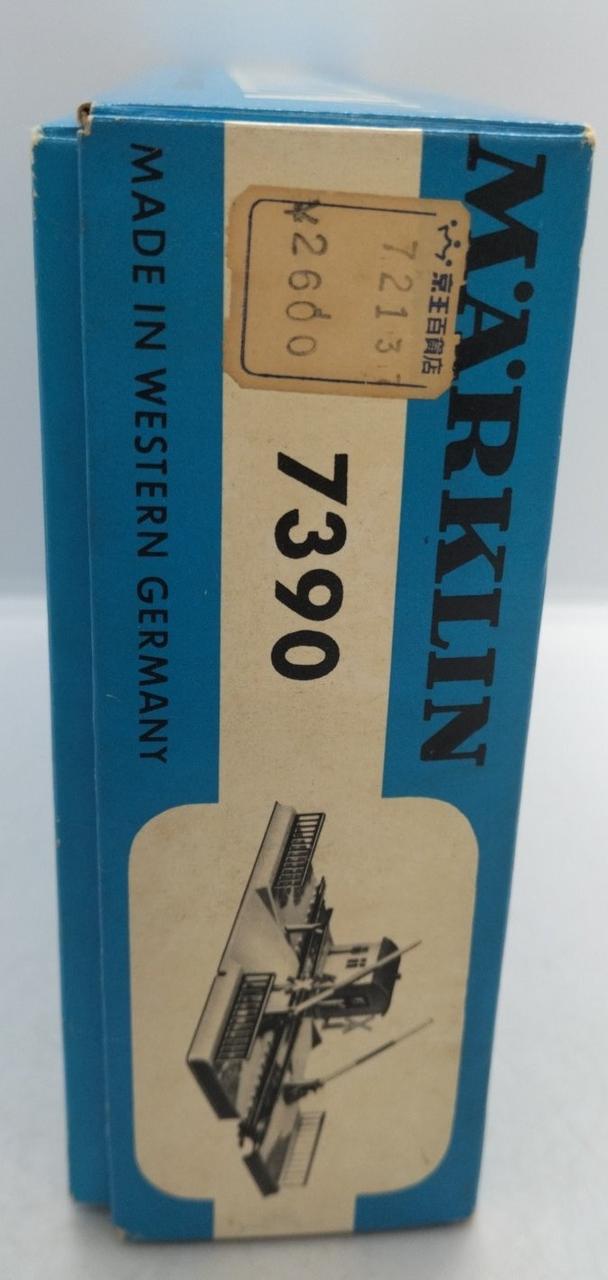 MÄRKLIN
京王百貨店
7213
¥2600
7390
MADE IN WESTERN GERMANY